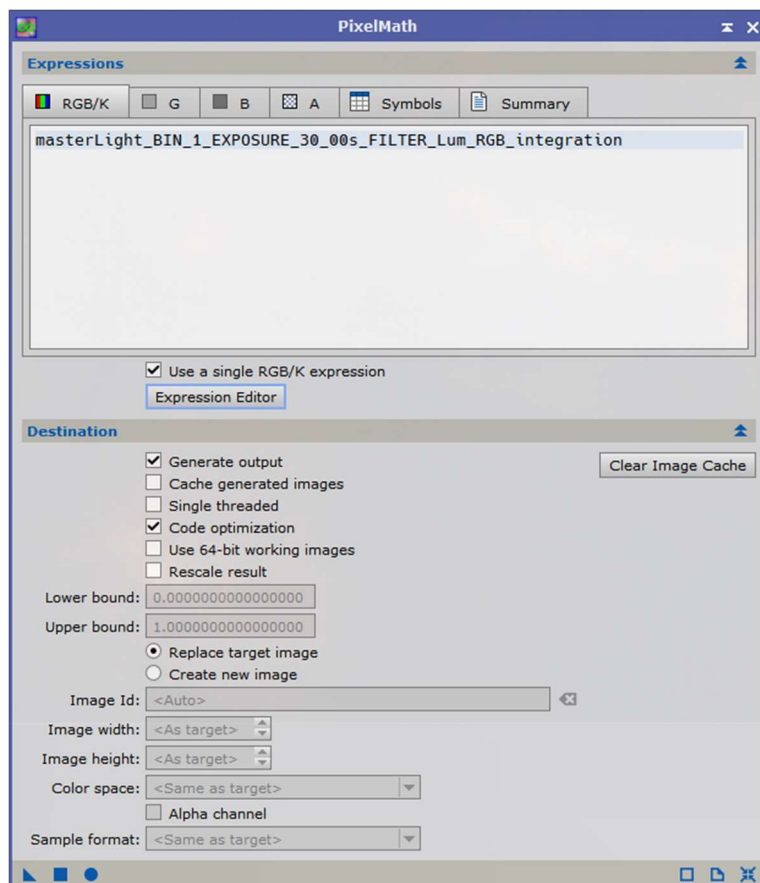 PixelMath
Expressions
RGB/K G B A Symbols Summary
masterLight_BIN_1_EXPOSURE_30_00s_FILTER_Lum_RGB_integration
Use a single RGB/K expression
Expression Editor
Destination
Generate output Clear Image Cache
Cache generated images
Single threaded
Code optimization
Use 64-bit working images
Rescale result
Lower bound: 0.0000000000000000
Upper bound: 1.0000000000000000
Replace target image
Create new image
Image Id: <Auto>
Image width: <As target>
Image height: <As target>
Color space: <Same as target>
Alpha channel
Sample format: <Same as target>